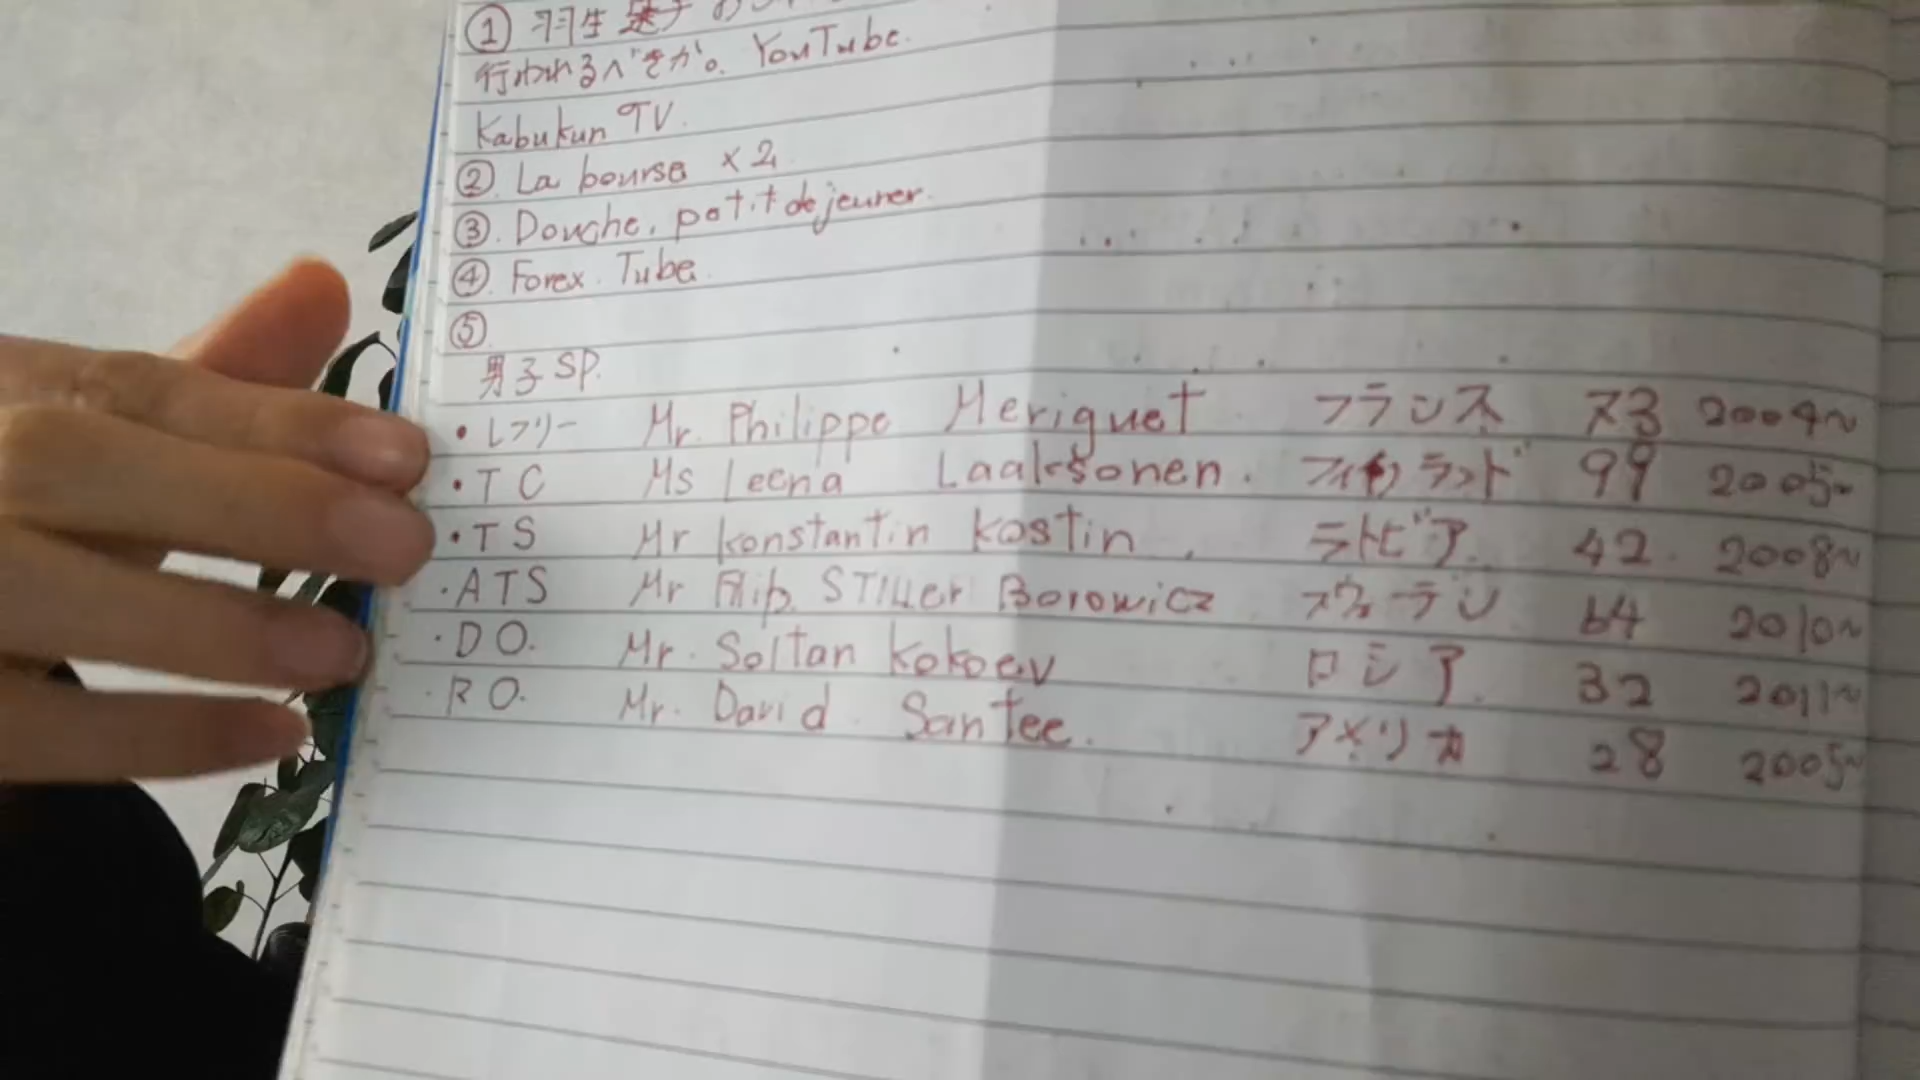 ① 羽生選手
行われるべきか。YouTube.
Kabukun TV.
② La bourse × 2
③. Douche, potit dejeuner.
④. Forex Tube
⑤.
男子SP.
・レフリー Mr. Philippe Meriguet フランス 73 2004~
・TC Ms Leena Laaksonen. フィンランド 99 2005~
・TS Mr Konstantin Kostin, ラトビア. 42. 2008~
・ATS Mr Filip STiller Borowicz スウェーデン 64 2010~
・DO. Mr. Soltan Kokoev ロシア. 32 2011~
・RO. Mr. David Santee. アメリカ 28 2005~